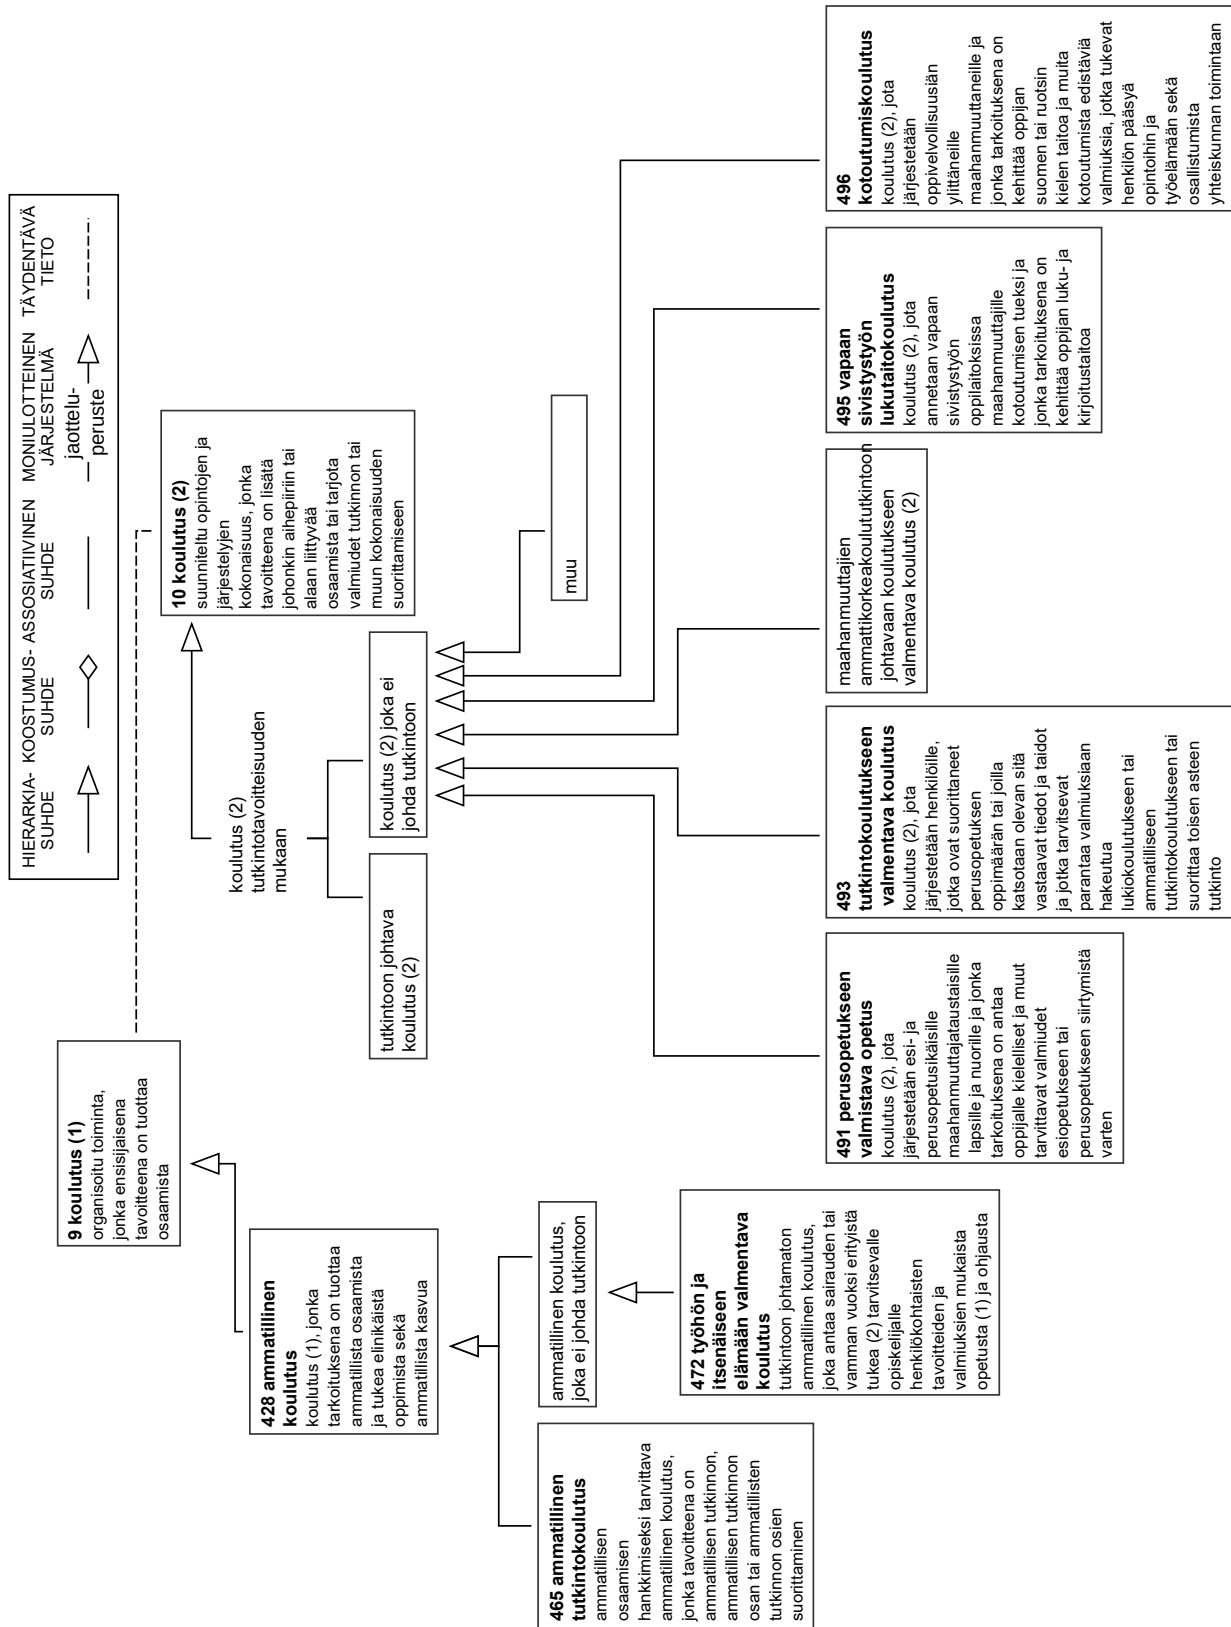 HIERARKIA-
SUHDE
KOOSTUMUS-
SUHDE
ASSOSIATIIVINEN
SUHDE
MONIULOTTEINEN
JÄRJESTELMÄ
TÄYDENTÄVÄ
TIETO
jaottelu-
peruste
9 koulutus (1)
organisoitu toiminta,
jonka ensisijaisena
tavoitteena on tuottaa
osaamista
10 koulutus (2)
suunniteltu opintojen ja
järjestelyjen
kokonaisuus, jonka
tavoitteena on lisätä
johonkin aihepiiriin tai
alaan liittyvää
osaamista tai tarjota
valmiudet tutkinnon tai
muun kokonaisuuden
suorittamiseen
428 ammatillinen
koulutus
koulutus (1), jonka
tarkoituksena on tuottaa
ammatillista osaamista
ja tukea elinikäistä
oppimista sekä
ammatillista kasvua
koulutus (2)
tutkintotavoitteisuuden
mukaan
tutkintoon johtava
koulutus (2)
koulutus (2) joka ei
johda tutkintoon
465 ammatillinen
tutkintokoulutus
ammatillisen
osaamisen
hankkimiseksi tarvittava
ammatillinen koulutus,
jonka tavoitteena on
ammatillisen tutkinnon,
ammatillisen tutkinnon
osan tai ammatillisten
tutkinnon osien
suorittaminen
ammatillinen koulutus,
joka ei johda tutkintoon
muu
472 työhön ja
itsenäiseen
elämään valmentava
koulutus
tutkintoon johtamaton
ammatillinen koulutus,
joka antaa sairauden tai
vamman vuoksi erityistä
tukea (2) tarvitsevalle
opiskelijalle
henkilökohtaisten
tavoitteiden ja
valmiuksien mukaista
opetusta (1) ja ohjausta
491 perusopetukseen
valmistava opetus
koulutus (2), jota
järjestetään esi- ja
perusopetusikäisille
maahanmuuttajataustaisille
lapsille ja nuorille ja jonka
tarkoituksena on antaa
oppijalle kielelliset ja muut
tarvittavat valmiudet
esiopetukseen tai
perusopetukseen siirtymistä
varten
493
tutkintokoulutukseen
valmentava koulutus
koulutus (2), jota
järjestetään henkilöille,
jotka ovat suorittaneet
perusopetuksen
oppimäärän tai joilla
katsotaan olevan sitä
vastaavat tiedot ja taidot
ja jotka tarvitsevat
parantaa valmiuksiaan
hakeutua
lukiokoulutukseen tai
ammatilliseen
tutkintokoulutukseen tai
suorittaa toisen asteen
tutkinto
maahanmuuttajien
ammattikorkeakoulututkintoon
johtavaan koulutukseen
valmentava koulutus (2)
495 vapaan
sivistystyön
lukutaitokoulutus
koulutus (2), jota
annetaan vapaan
sivistystyön
oppilaitoksissa
maahanmuuttajille
kotoutumisen tueksi ja
jonka tarkoituksena on
kehittää oppijan luku- ja
kirjoitustaitoa
496
kotoutumiskoulutus
koulutus (2), jota
järjestetään
oppivelvollisuusiän
ylittäneille
maahanmuuttaneille ja
jonka tarkoituksena on
kehittää oppijan
suomen tai ruotsin
kielen taitoa ja muita
kotoutumista edistäviä
valmiuksia, jotka tukevat
henkilön pääsyä
opintoihin ja
työelämään sekä
osallistumista
yhteiskunnan toimintaan